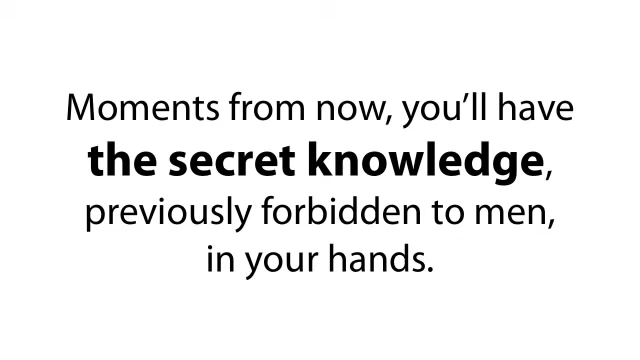 Moments from now, you’ll have
the secret knowledge,
previously forbidden to men,
in your hands.